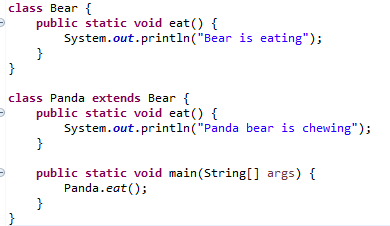 class Bear {
    public static void eat() {
        System.out.println("Bear is eating");
    }
}

class Panda extends Bear {
    public static void eat() {
        System.out.println("Panda bear is chewing");
    }

    public static void main(String[] args) {
        Panda.eat();
    }
}